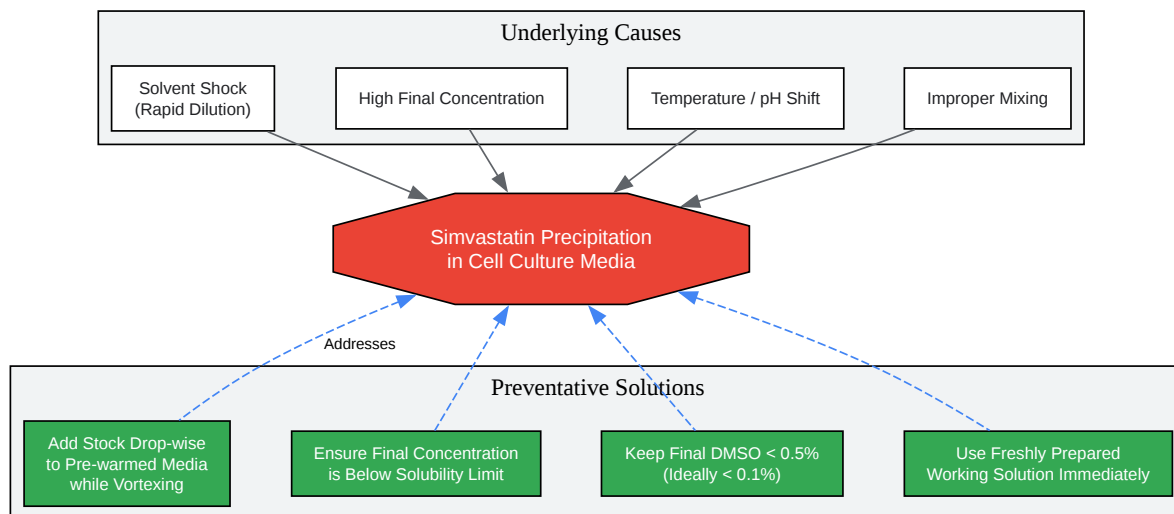 Underlying Causes
Solvent Shock
(Rapid Dilution)
High Final Concentration
Temperature / pH Shift
Improper Mixing
Simvastatin Precipitation
in Cell Culture Media
Addresses
Preventative Solutions
Add Stock Drop-wise
to Pre-warmed Media
while Vortexing
Ensure Final Concentration
is Below Solubility Limit
Keep Final DMSO < 0.5%
(Ideally < 0.1%)
Use Freshly Prepared
Working Solution Immediately